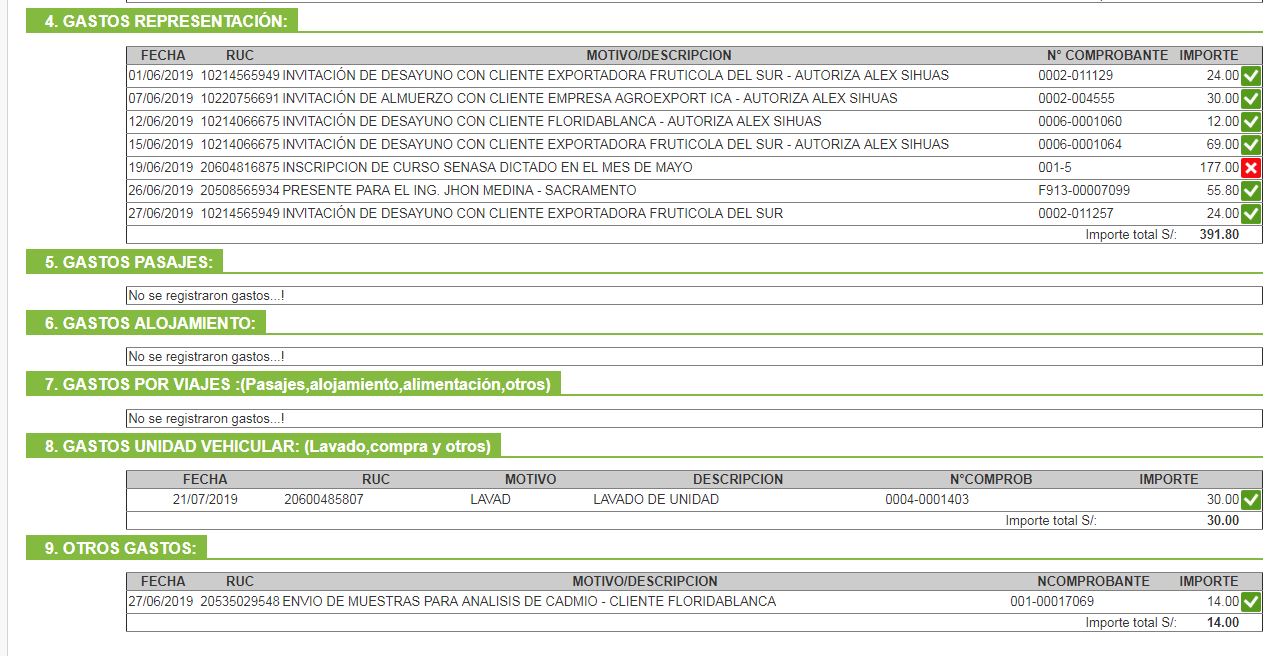 4. GASTOS REPRESENTACIÓN:
FECHA RUC MOTIVO/DESCRIPCION N° COMPROBANTE IMPORTE
01/06/2019 10214565949 INVITACIÓN DE DESAYUNO CON CLIENTE EXPORTADORA FRUTICOLA DEL SUR - AUTORIZA ALEX SIHUAS 0002-011129 24.00
07/06/2019 10220756691 INVITACIÓN DE ALMUERZO CON CLIENTE EMPRESA AGROEXPORT ICA - AUTORIZA ALEX SIHUAS 0002-004555 30.00
12/06/2019 10214066675 INVITACIÓN DE DESAYUNO CON CLIENTE FLORIDABLANCA - AUTORIZA ALEX SIHUAS 0006-0001060 12.00
15/06/2019 10214066675 INVITACIÓN DE DESAYUNO CON CLIENTE EXPORTADORA FRUTICOLA DEL SUR - AUTORIZA ALEX SIHUAS 0006-0001064 69.00
19/06/2019 20604816875 INSCRIPCION DE CURSO SENASA DICTADO EN EL MES DE MAYO 001-5 177.00
26/06/2019 20508565934 PRESENTE PARA EL ING. JHON MEDINA - SACRAMENTO F913-00007099 55.80
27/06/2019 10214565949 INVITACIÓN DE DESAYUNO CON CLIENTE EXPORTADORA FRUTICOLA DEL SUR 0002-011257 24.00
Importe total S/: 391.80
5. GASTOS PASAJES:
No se registraron gastos...!
6. GASTOS ALOJAMIENTO:
No se registraron gastos...!
7. GASTOS POR VIAJES :(Pasajes,alojamiento,alimentación,otros)
No se registraron gastos...!
8. GASTOS UNIDAD VEHICULAR: (Lavado,compra y otros)
FECHA RUC MOTIVO DESCRIPCION N°COMPROB IMPORTE
21/07/2019 20600485807 LAVAD LAVADO DE UNIDAD 0004-0001403 30.00
Importe total S/: 30.00
9. OTROS GASTOS:
FECHA RUC MOTIVO/DESCRIPCION NCOMPROBANTE IMPORTE
27/06/2019 20535029548 ENVIO DE MUESTRAS PARA ANALISIS DE CADMIO - CLIENTE FLORIDABLANCA 001-00017069 14.00
Importe total S/: 14.00